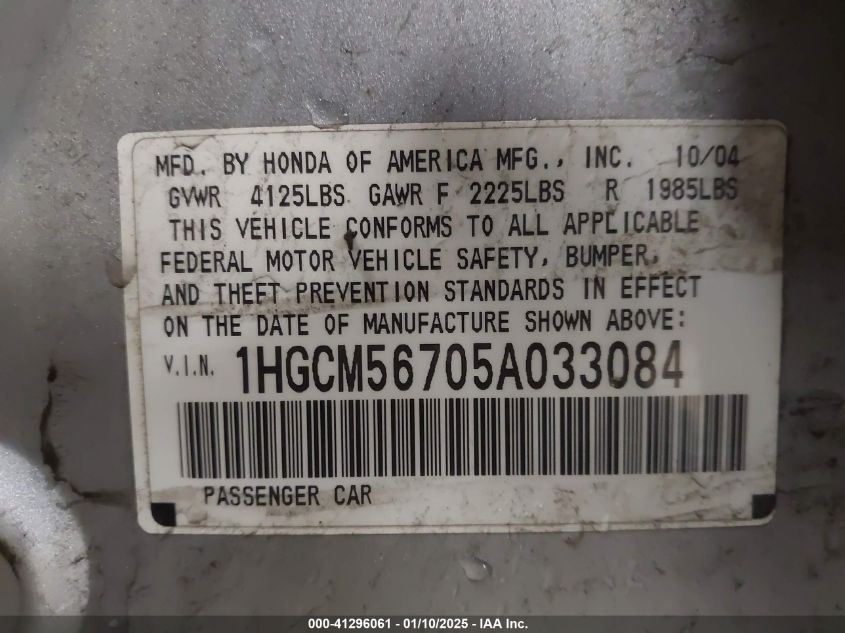 MFD. BY HONDA OF AMERICA MFG., INC. 10/04
GVWR 4125LBS GAWR F 2225LBS R 1985LBS
THIS VEHICLE CONFORMS TO ALL APPLICABLE
FEDERAL MOTOR VEHICLE SAFETY, BUMPER,
AND THEFT PREVENTION STANDARDS IN EFFECT
ON THE DATE OF MANUFACTURE SHOWN ABOVE:
V.I.N. 1HGCM56705A033084
PASSENGER CAR
000-41296061 - 01/10/2025 - IAA Inc.